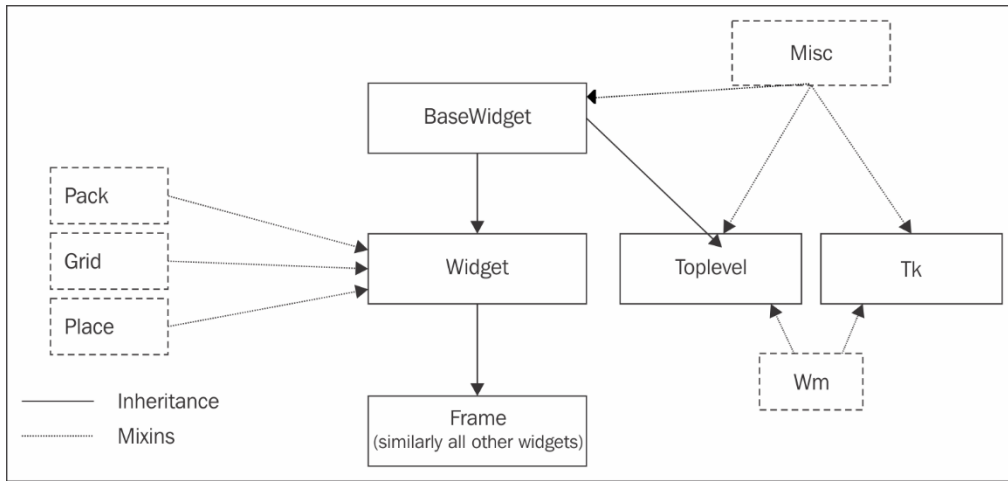 Misc
BaseWidget
Pack
Grid
Place
Widget
Toplevel
Tk
Wm
Inheritance
Mixins
Frame
(similarly all other widgets)